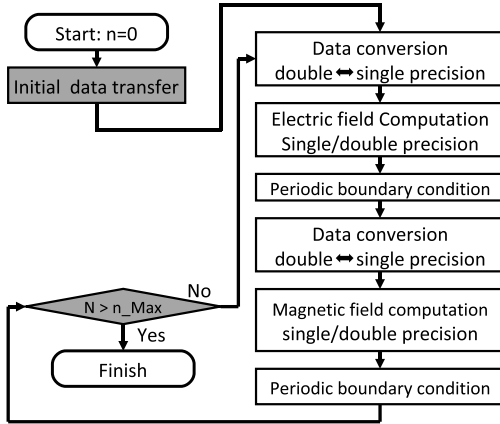 Start: n=0
Initial data transfer
Data conversion
double ⬌ single precision
Electric field Computation
Single/double precision
Periodic boundary condition
Data conversion
double ⬌ single precision
Magnetic field computation
single/double precision
Periodic boundary condition
N > n_Max
No
Yes
Finish